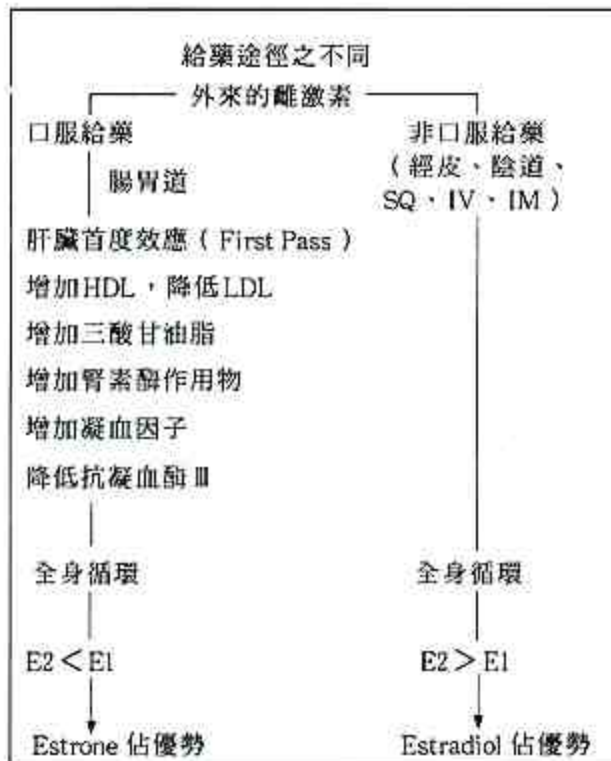 給藥途徑之不同
外來的雌激素
口服給藥
腸胃道
肝臟首度效應（First Pass）
增加HDL，降低LDL
增加三酸甘油脂
增加腎素酶作用物
增加凝血因子
降低抗凝血酶Ⅲ
全身循環
E2＜E1
Estrone 佔優勢
非口服給藥
（經皮、陰道、
SQ、IV、IM）
全身循環
E2＞E1
Estradiol 佔優勢